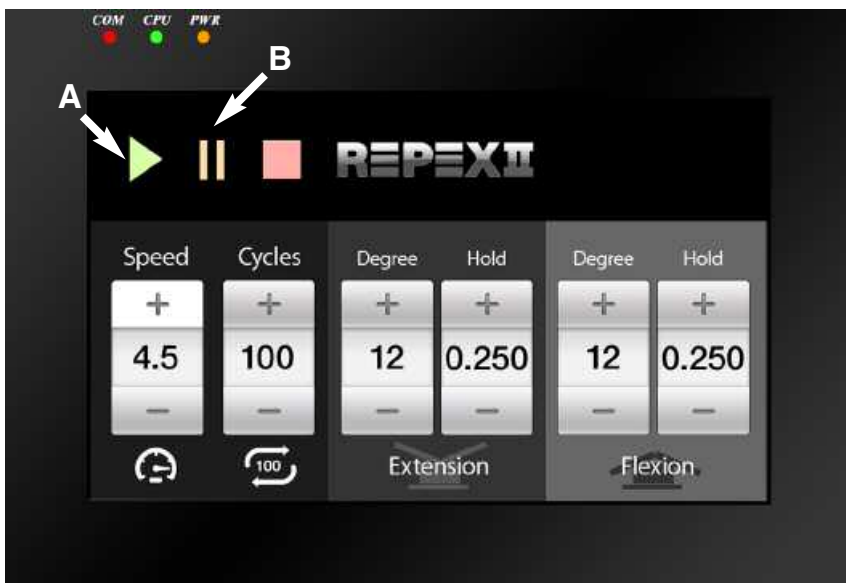 COM CPU PWR
B
A
REPEX II
Speed Cycles Degree Hold Degree Hold
+ + + + + +
4.5 100 12 0.250 12 0.250
− − − − − −
100 Extension Flexion